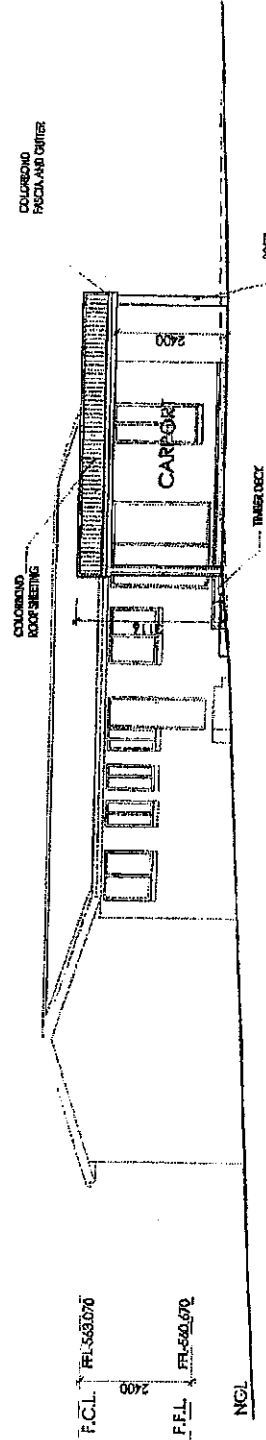 COLORBOND
FASCIA AND GUTTER
COLORBOND
ROOF SHEETING
2400
CARPORT
TIMBER DECK
F.C.L.
FFL-563.070
2400
F.F.L.
FFL-560.670
NGL